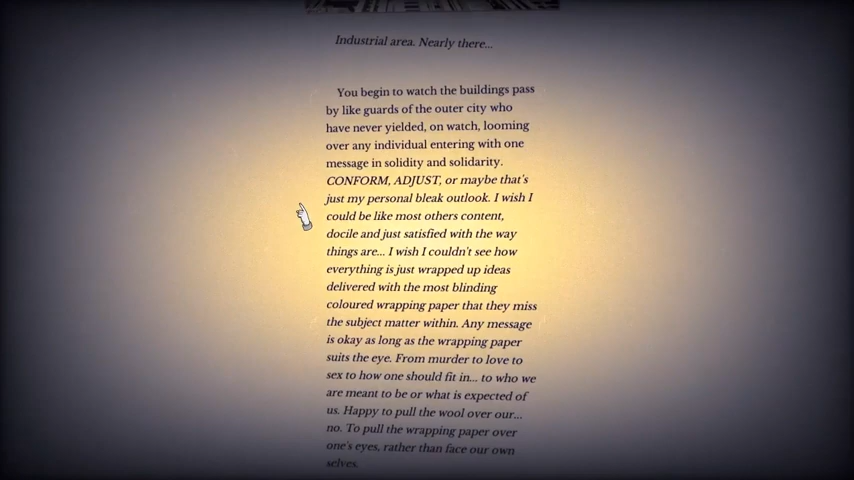 Industrial area. Nearly there...
You begin to watch the buildings pass
by like guards of the outer city who
have never yielded, on watch, looming
over any individual entering with one
message in solidity and solidarity.
CONFORM, ADJUST, or maybe that's
just my personal bleak outlook. I wish I
could be like most others content,
docile and just satisfied with the way
things are... I wish I couldn't see how
everything is just wrapped up ideas
delivered with the most blinding
coloured wrapping paper that they miss
the subject matter within. Any message
is okay as long as the wrapping paper
suits the eye. From murder to love to
sex to how one should fit in... to who we
are meant to be or what is expected of
us. Happy to pull the wool over our...
no. To pull the wrapping paper over
one's eyes, rather than face our own
selves.